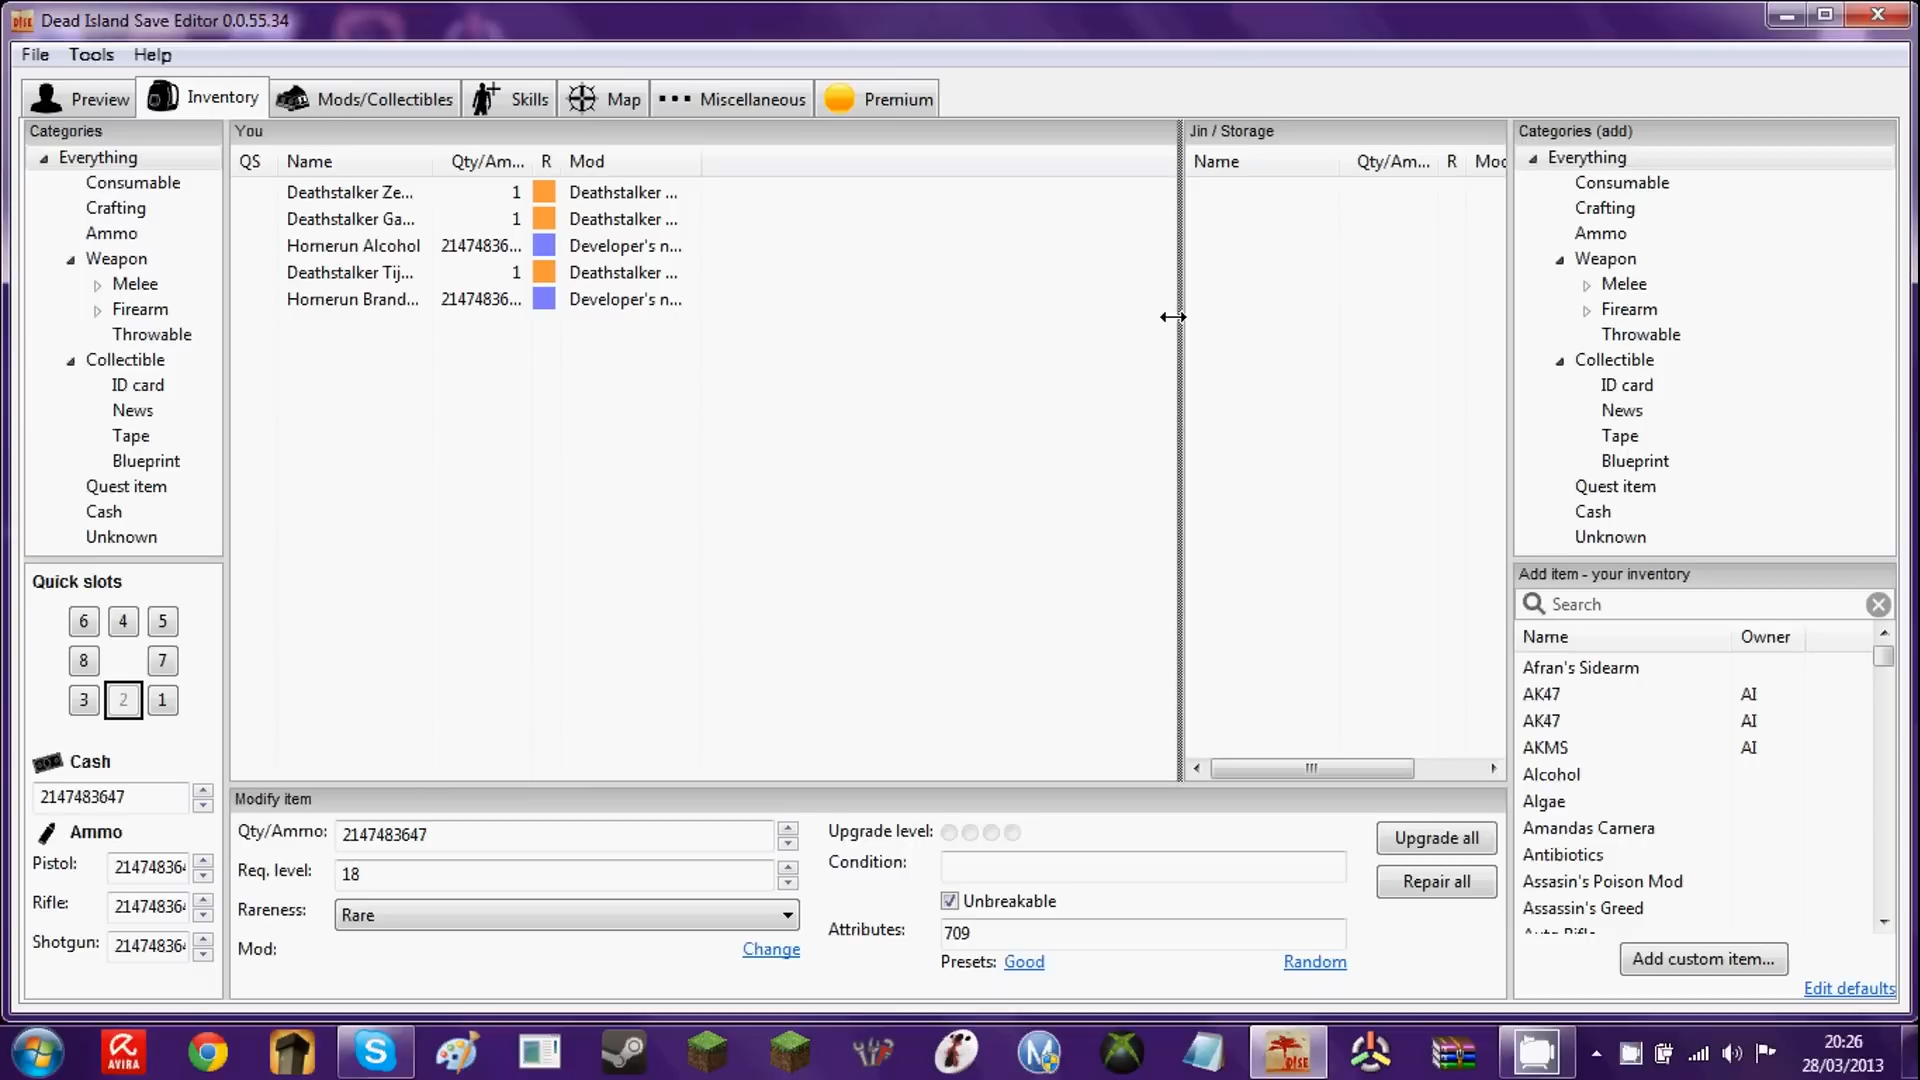 Dead Island Save Editor 0.0.55.34
File Tools Help
Preview Inventory Mods/Collectibles Skills Map Miscellaneous Premium
Categories
Everything
Consumable
Crafting
Ammo
Weapon
Melee
Firearm
Throwable
Collectible
ID card
News
Tape
Blueprint
Quest item
Cash
Unknown
Quick slots
6 4 5
8 7
3 2 1
Cash
2147483647
Ammo
Pistol: 214748364
Rifle: 214748364
Shotgun: 214748364
You
QS Name Qty/Am... R Mod
Deathstalker Ze... 1 Deathstalker ...
Deathstalker Ga... 1 Deathstalker ...
Homerun Alcohol 21474836... Developer's n...
Deathstalker Tij... 1 Deathstalker ...
Homerun Brand... 21474836... Developer's n...
Jin / Storage
Name Qty/Am... R Mod
Modify item
Qty/Ammo: 2147483647
Req. level: 18
Rareness: Rare
Mod: Change
Upgrade level:
Condition:
Unbreakable
Attributes: 709
Presets: Good Random
Upgrade all
Repair all
Categories (add)
Everything
Consumable
Crafting
Ammo
Weapon
Melee
Firearm
Throwable
Collectible
ID card
News
Tape
Blueprint
Quest item
Cash
Unknown
Add item - your inventory
Search
Name Owner
Afran's Sidearm
AK47 AI
AK47 AI
AKMS AI
Alcohol
Algae
Amandas Camera
Antibiotics
Assasin's Poison Mod
Assassin's Greed
Auto Rifle
Add custom item...
Edit defaults
AVIRA
DISE
20:26
28/03/2013